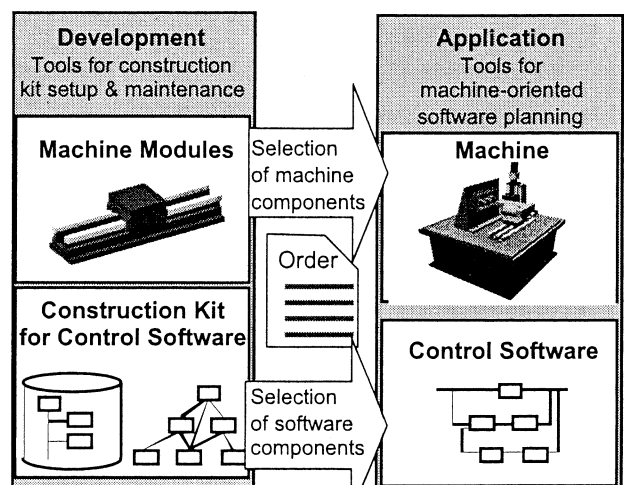 Development
Tools for construction
kit setup & maintenance
Machine Modules
Construction Kit
for Control Software
Selection
of machine
components
Order
Selection
of software
components
Application
Tools for
machine-oriented
software planning
Machine
Control Software